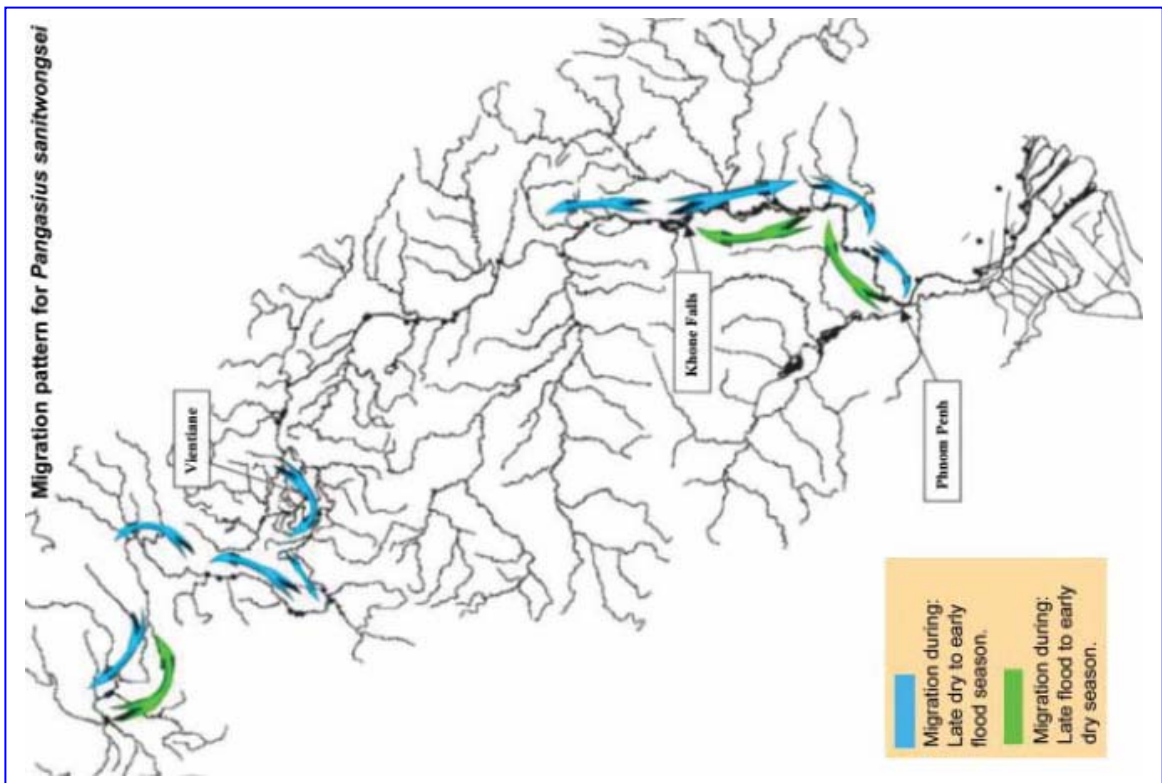 Migration pattern for Pangasius sanitwongsei
Vientiane
Khone Falls
Phnom Penh
Migration during:
Late dry to early
flood season.
Migration during:
Late flood to early
dry season.